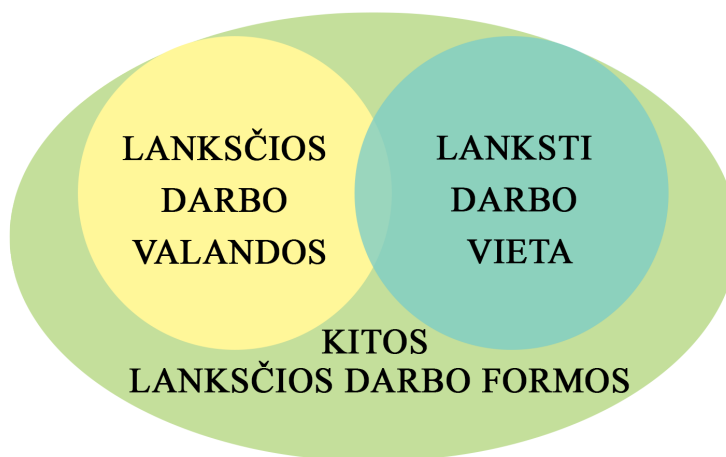 LANKSČIOS
DARBO
VALANDOS
LANKSTI
DARBO
VIETA
KITOS
LANKSČIOS DARBO FORMOS